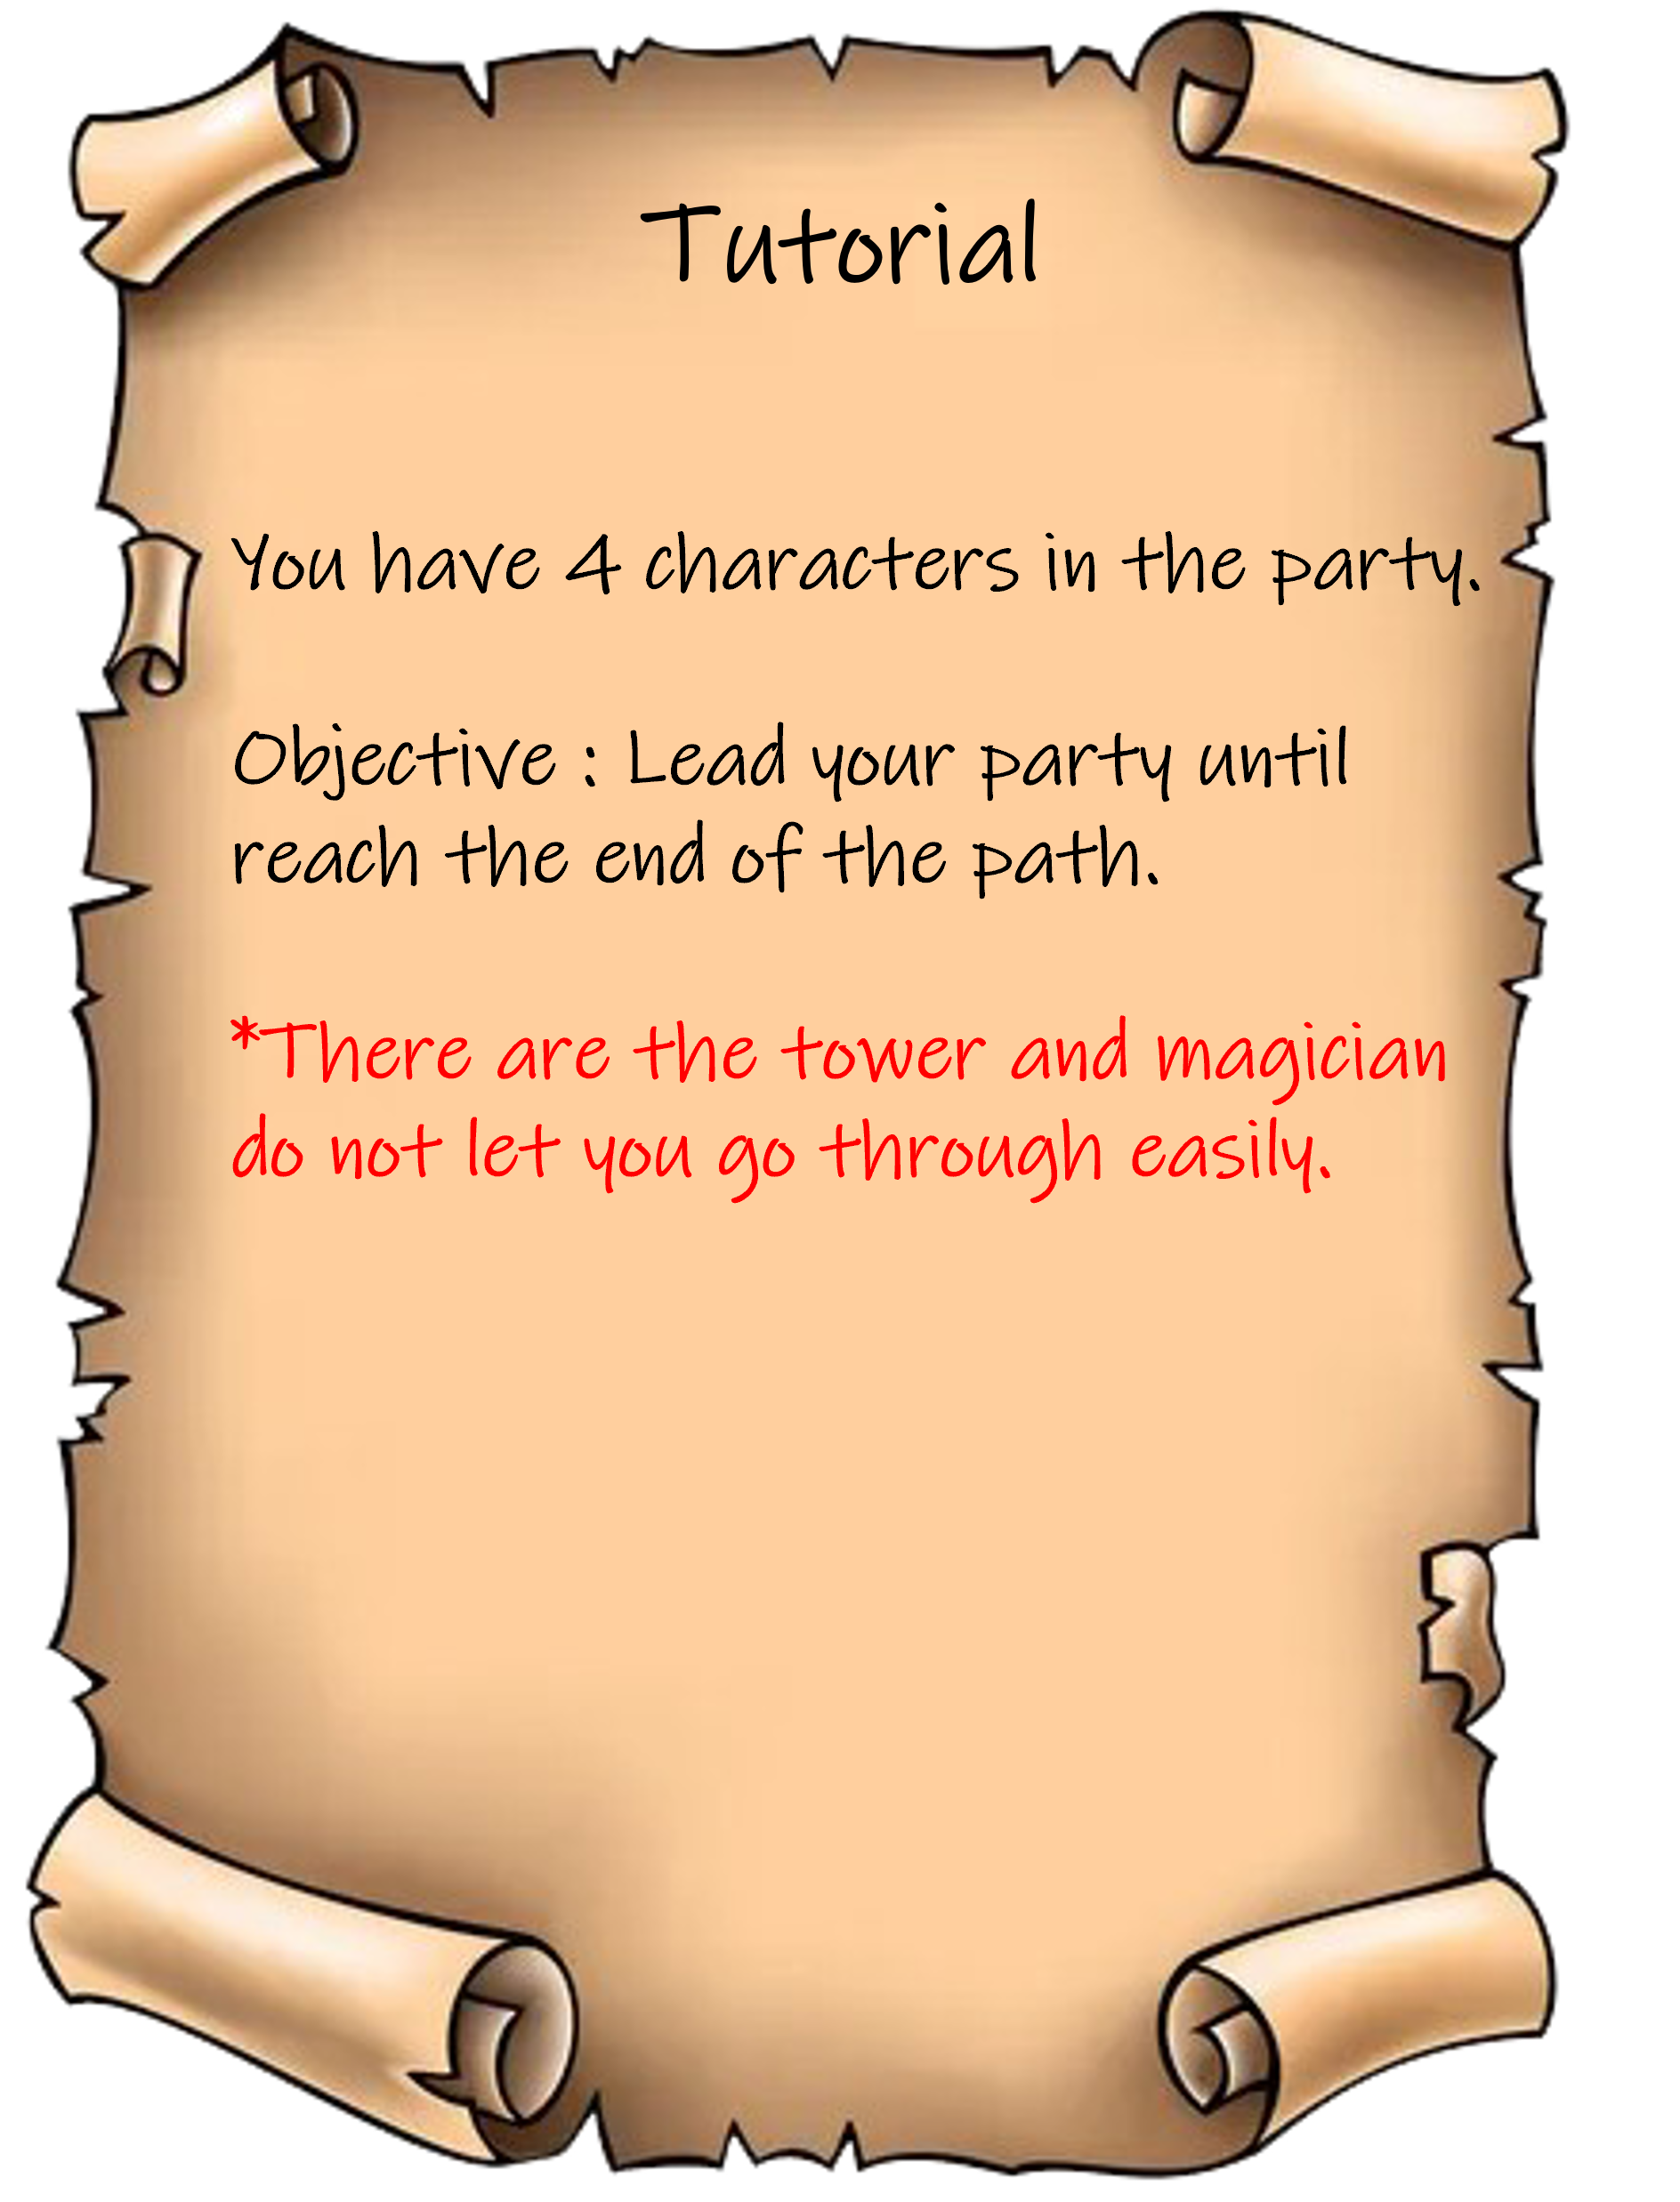 Tutorial
You have 4 characters in the party.
Objective : Lead your party until
reach the end of the path.
*There are the tower and magician
do not let you go through easily.